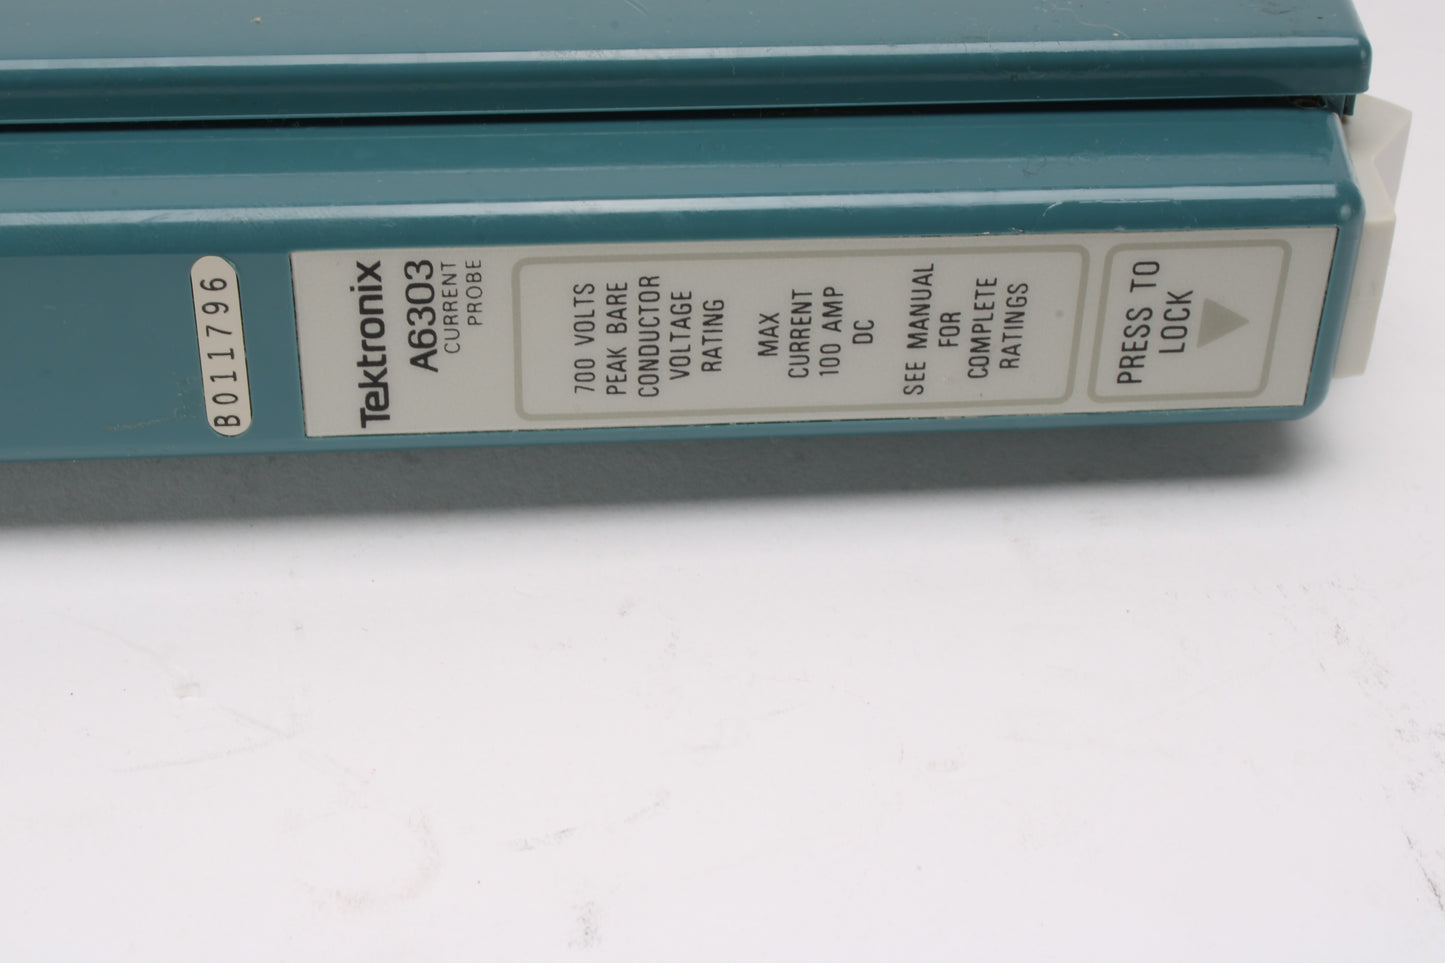 B011796
Tektronix
A6303
CURRENT
PROBE
700 VOLTS
PEAK BARE
CONDUCTOR
VOLTAGE
RATING
MAX
CURRENT
100 AMP
DC
SEE MANUAL
FOR
COMPLETE
RATINGS
PRESS TO
LOCK